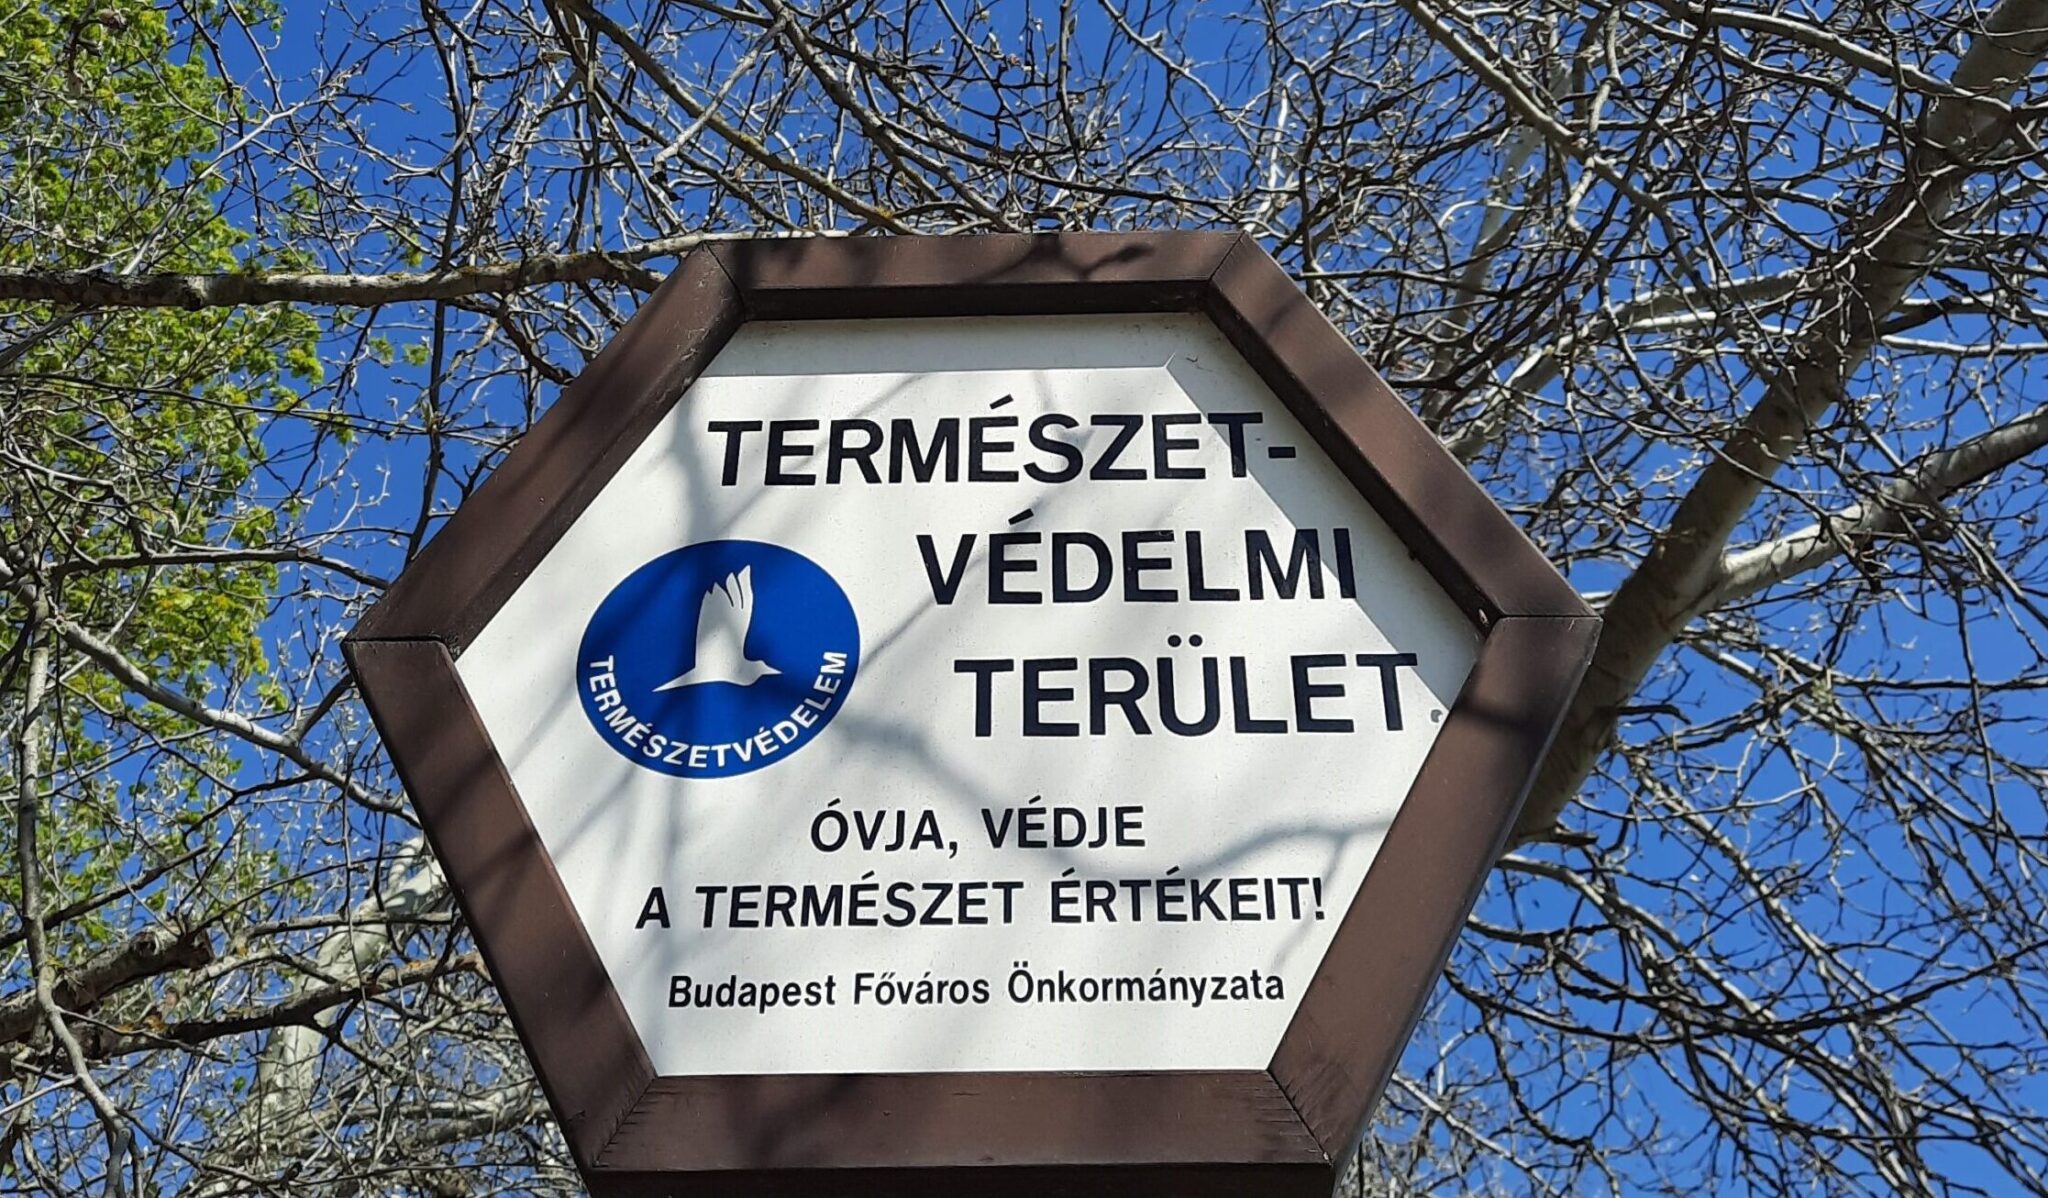 TERMÉSZET-
VÉDELMI
TERÜLET
TERMÉSZETVÉDELEM
ÓVJA, VÉDJE
A TERMÉSZET ÉRTÉKEIT!
Budapest Főváros Önkormányzata